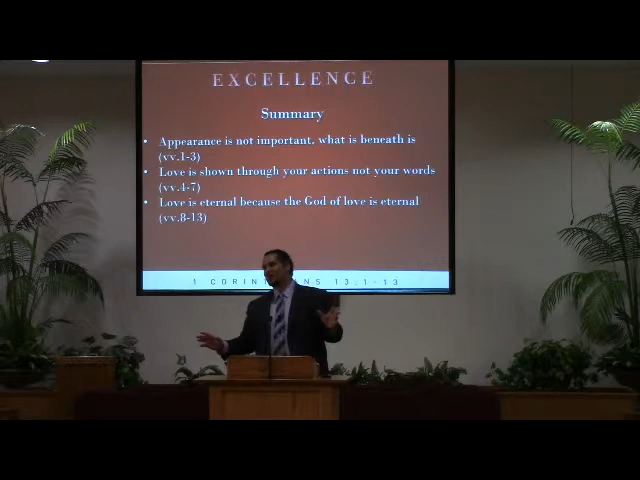 EXCELLENCE
Summary
• Appearance is not important, what is beneath is
(vv.1-3)
• Love is shown through your actions not your words
(vv.4-7)
• Love is eternal because the God of love is eternal
(vv.8-13)
1 CORINTHIANS 13:1-13